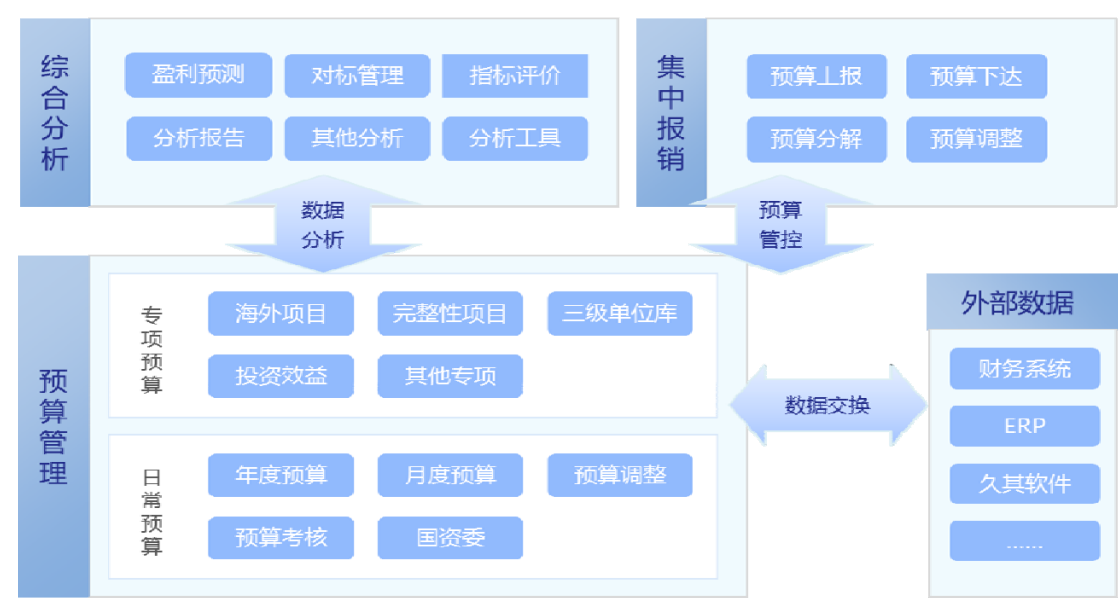 综合分析
盈利预测
对标管理
指标评价
分析报告
其他分析
分析工具
集中报销
预算上报
预算下达
预算分解
预算调整
数据
分析
预算
管控
预算管理
专项预算
海外项目
完整性项目
三级单位库
投资效益
其他专项
日常预算
年度预算
月度预算
预算调整
预算考核
国资委
数据交换
外部数据
财务系统
ERP
久其软件
......